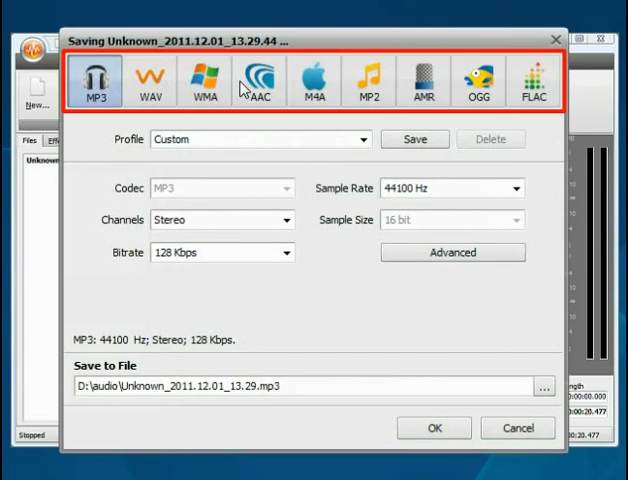 Saving Unknown_2011.12.01_13.29.44 ...
MP3 WAV WMA AAC M4A MP2 AMR OGG FLAC
New...
Files
Unknown
Profile Custom Save Delete
Codec MP3 Sample Rate 44100 Hz
Channels Stereo Sample Size 16 bit
Bitrate 128 Kbps Advanced
MP3: 44100 Hz; Stereo; 128 Kbps.
Save to File
D:\audio\Unknown_2011.12.01_13.29.mp3 ...
ngth
0:00:00.000
0:00:20.477
OK Cancel
Stopped
00:20.477